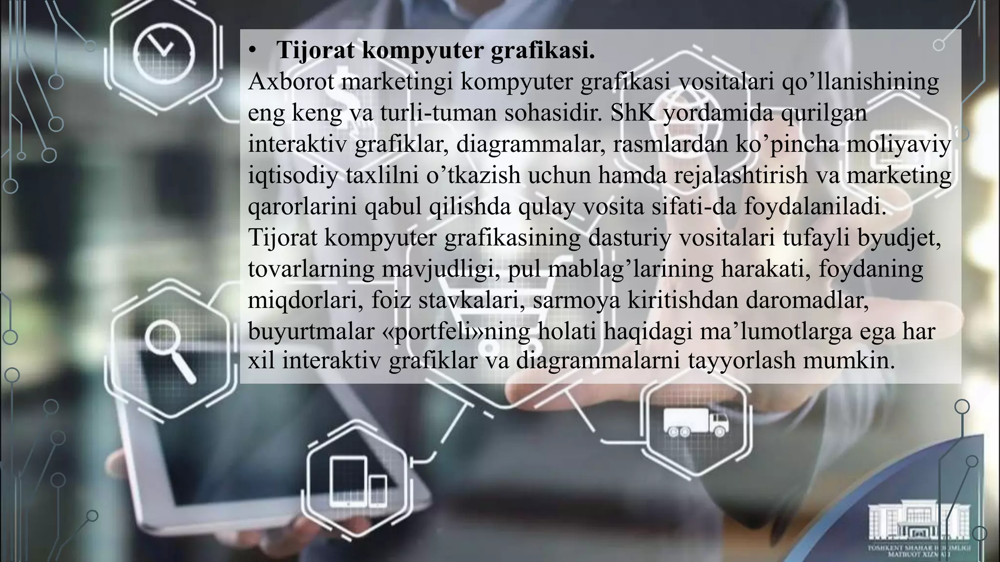 • Tijorat kompyuter grafikasi.
Axborot marketingi kompyuter grafikasi vositalari qo’llanishining
eng keng va turli-tuman sohasidir. ShK yordamida qurilgan
interaktiv grafiklar, diagrammalar, rasmlardan ko’pincha moliyaviy
iqtisodiy taxlilni o’tkazish uchun hamda rejalashtirish va marketing
qarorlarini qabul qilishda qulay vosita sifati-da foydalaniladi.
Tijorat kompyuter grafikasining dasturiy vositalari tufayli byudjet,
tovarlarning mavjudligi, pul mablag’larining harakati, foydaning
miqdorlari, foiz stavkalari, sarmoya kiritishdan daromadlar,
buyurtmalar «portfeli»ning holati haqidagi ma’lumotlarga ega har
xil interaktiv grafiklar va diagrammalarni tayyorlash mumkin.
TOSHKENT SHAHAR HOKIMLIGI
MATBUOT XIZMATI